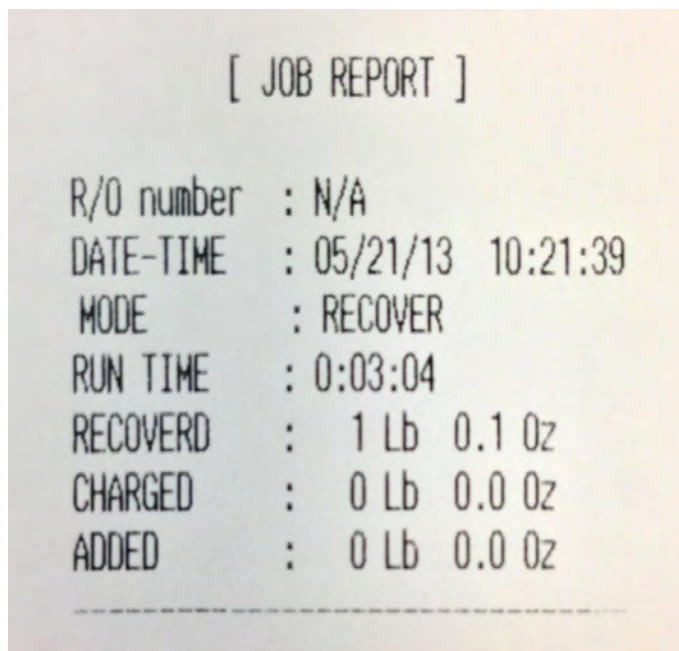 [ JOB REPORT ]
R/O number : N/A
DATE-TIME : 05/21/13 10:21:39
MODE : RECOVER
RUN TIME : 0:03:04
RECOVERD : 1 Lb 0.1 Oz
CHARGED : 0 Lb 0.0 Oz
ADDED : 0 Lb 0.0 Oz